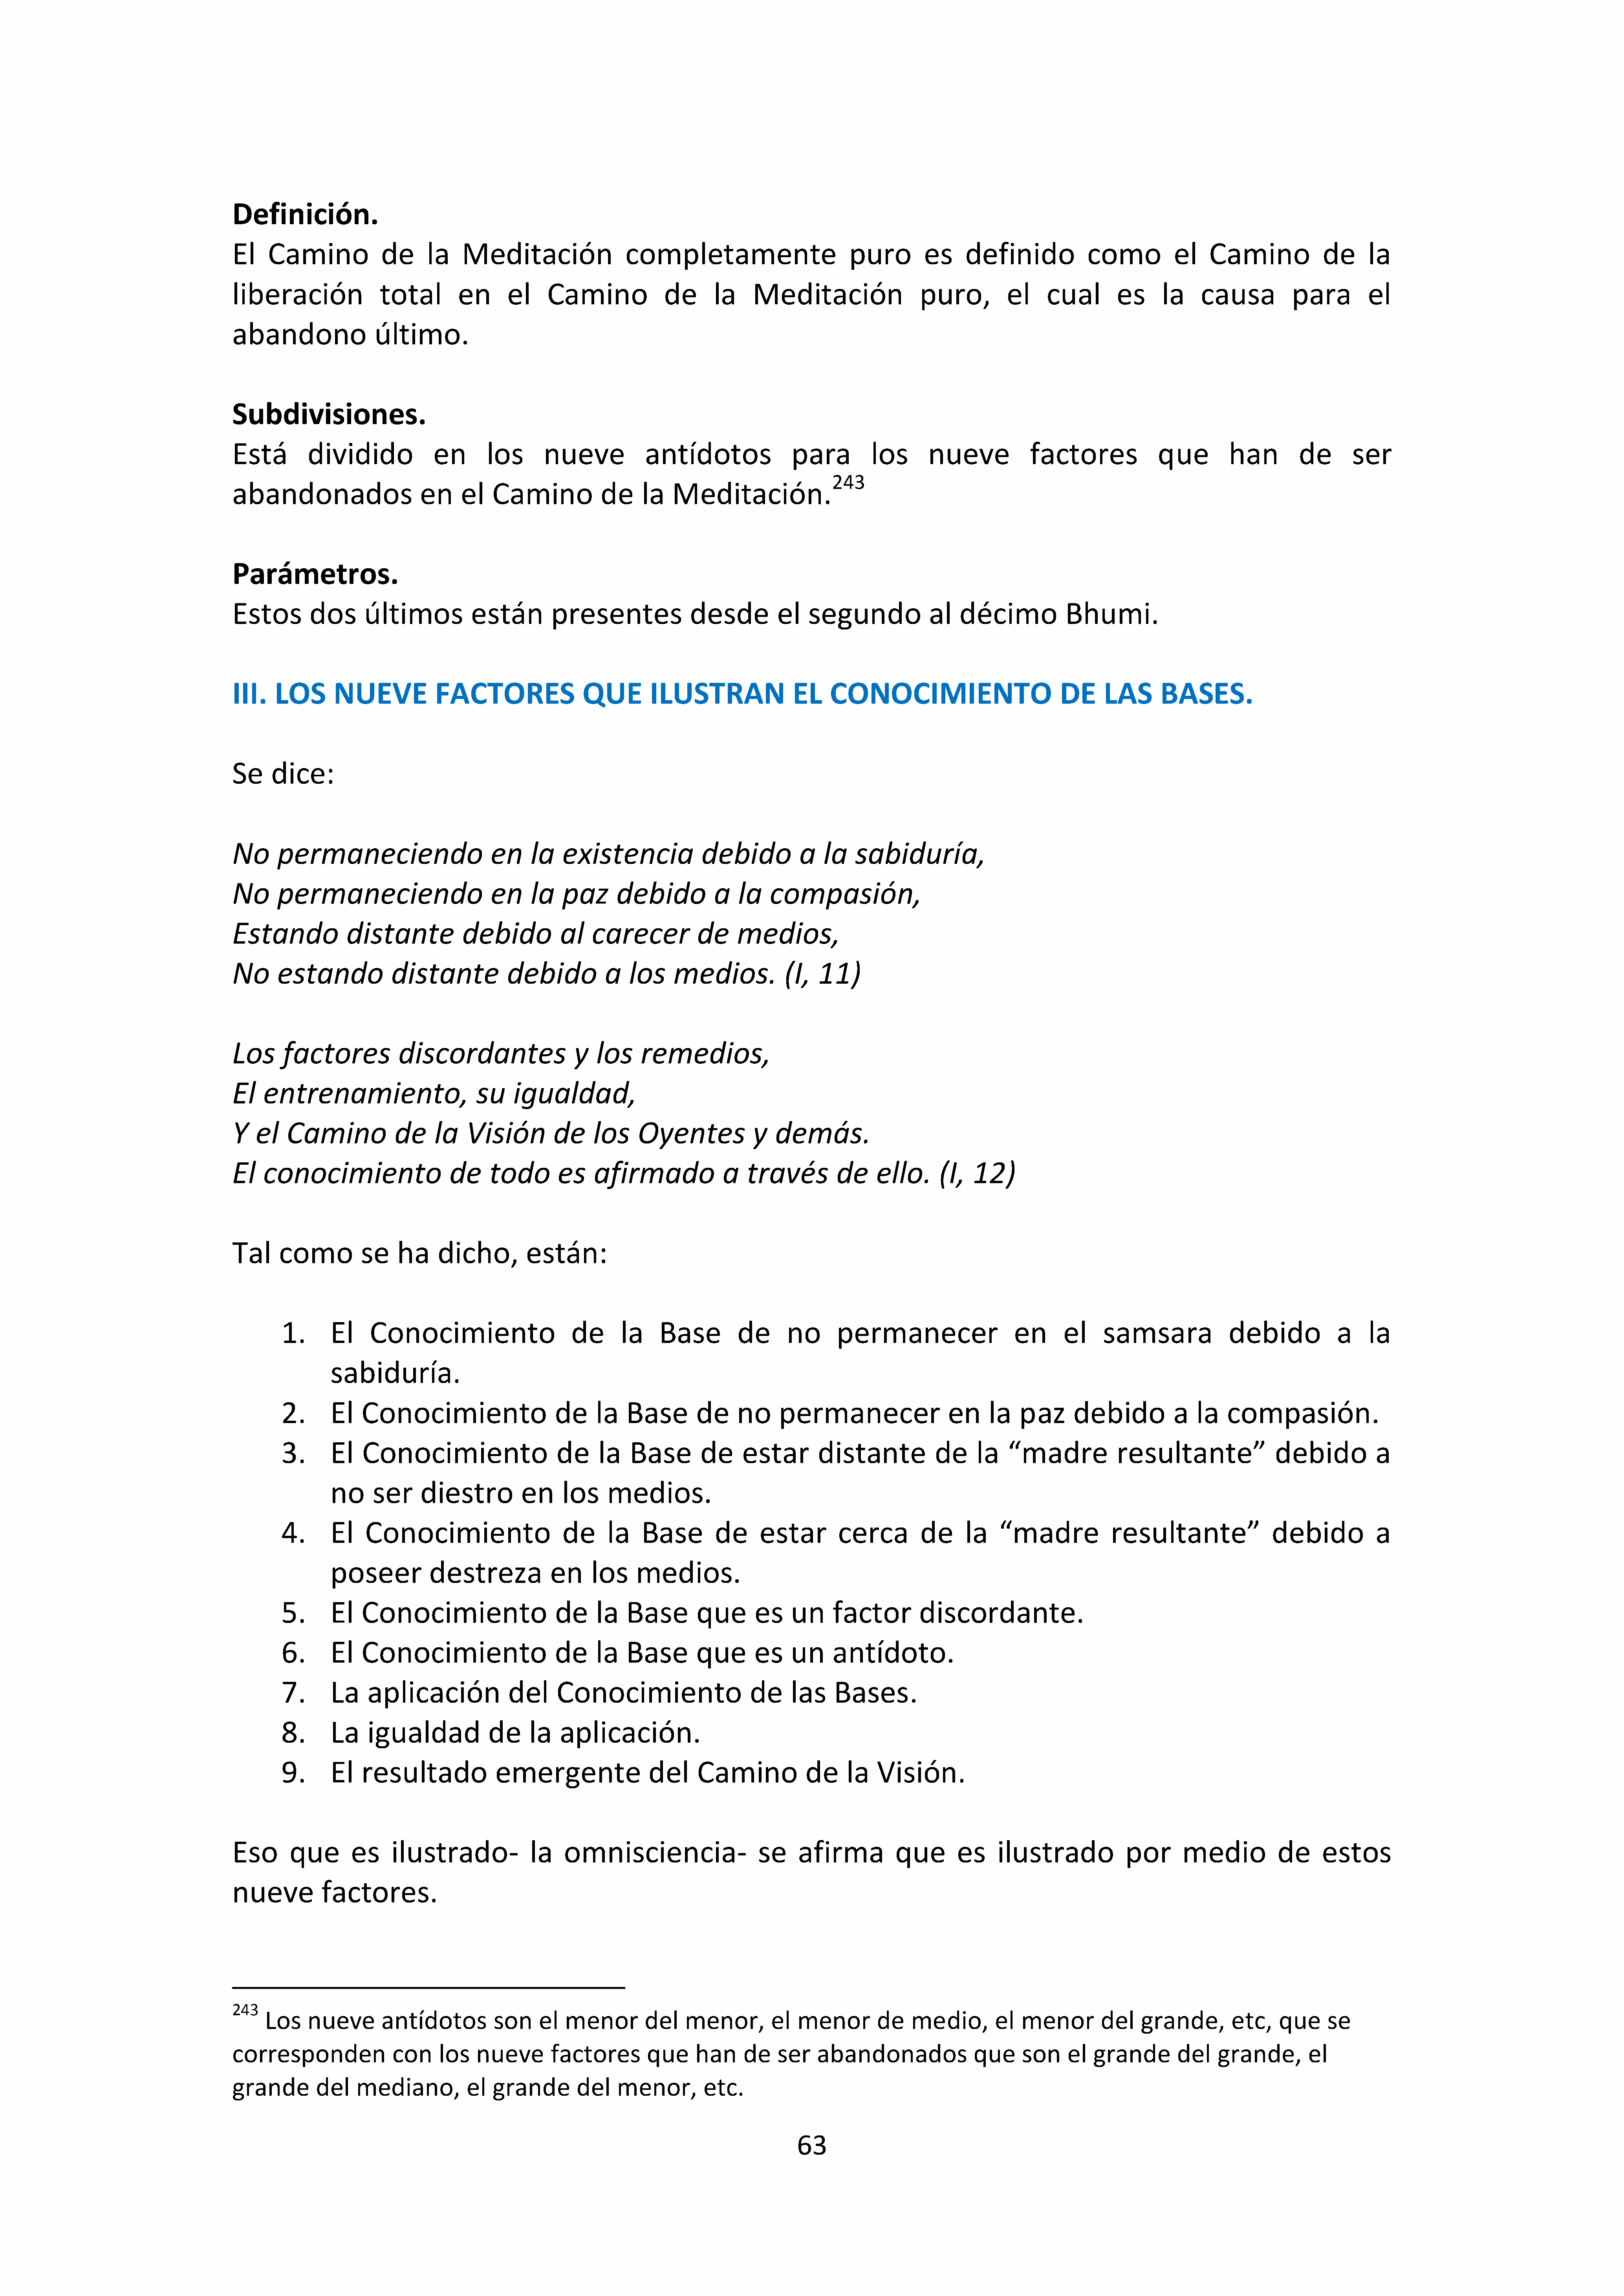 Definición.
El Camino de la Meditación completamente puro es definido como el Camino de la
liberación total en el Camino de la Meditación puro, el cual es la causa para el
abandono último.
Subdivisiones.
Está dividido en los nueve antídotos para los nueve factores que han de ser
abandonados en el Camino de la Meditación.243
Parámetros.
Estos dos últimos están presentes desde el segundo al décimo Bhumi.
III. LOS NUEVE FACTORES QUE ILUSTRAN EL CONOCIMIENTO DE LAS BASES.
Se dice:
No permaneciendo en la existencia debido a la sabiduría,
No permaneciendo en la paz debido a la compasión,
Estando distante debido al carecer de medios,
No estando distante debido a los medios. (I, 11)
Los factores discordantes y los remedios,
El entrenamiento, su igualdad,
Y el Camino de la Visión de los Oyentes y demás.
El conocimiento de todo es afirmado a través de ello. (I, 12)
Tal como se ha dicho, están:
1. El Conocimiento de la Base de no permanecer en el samsara debido a la
sabiduría.
2. El Conocimiento de la Base de no permanecer en la paz debido a la compasión.
3. El Conocimiento de la Base de estar distante de la “madre resultante” debido a
no ser diestro en los medios.
4. El Conocimiento de la Base de estar cerca de la “madre resultante” debido a
poseer destreza en los medios.
5. El Conocimiento de la Base que es un factor discordante.
6. El Conocimiento de la Base que es un antídoto.
7. La aplicación del Conocimiento de las Bases.
8. La igualdad de la aplicación.
9. El resultado emergente del Camino de la Visión.
Eso que es ilustrado- la omnisciencia- se afirma que es ilustrado por medio de estos
nueve factores.
243 Los nueve antídotos son el menor del menor, el menor de medio, el menor del grande, etc, que se
corresponden con los nueve factores que han de ser abandonados que son el grande del grande, el
grande del mediano, el grande del menor, etc.
63